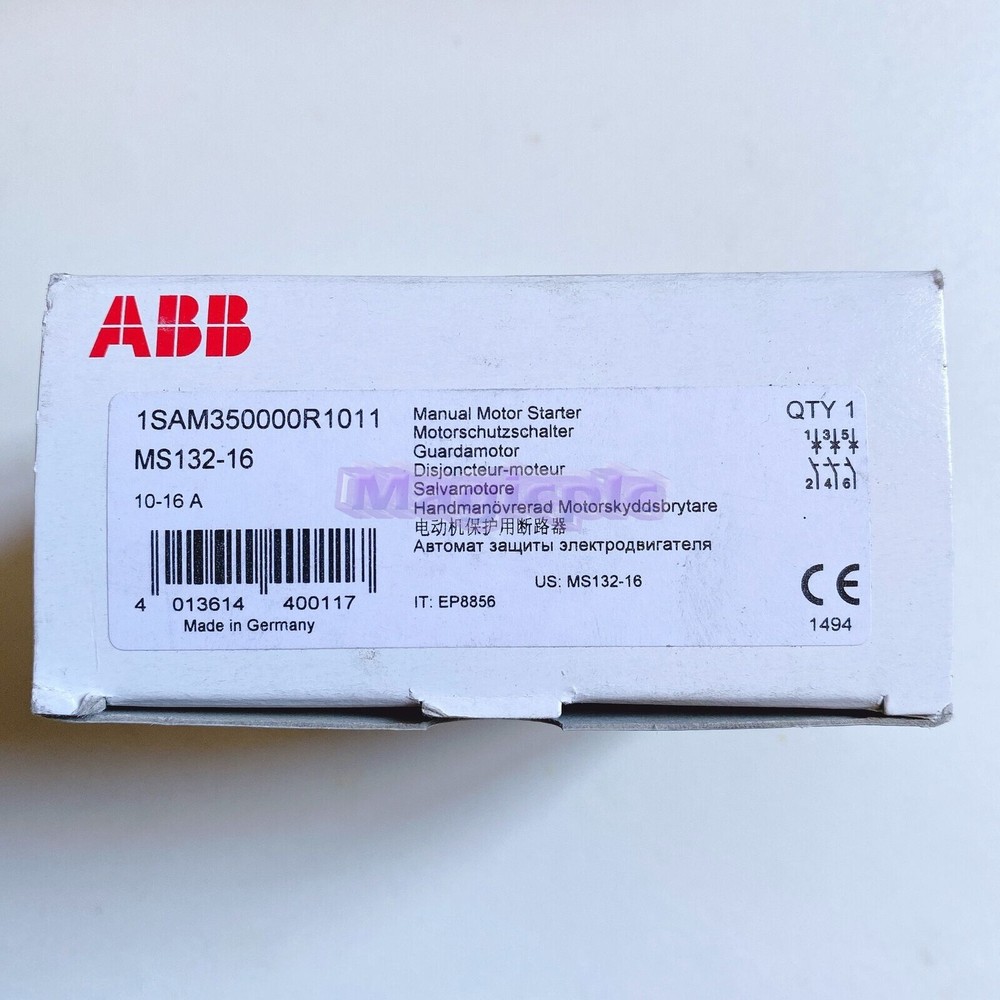 ABB
1SAM350000R1011
MS132-16
10-16 A
4 013614 400117
Made in Germany
Manual Motor Starter
Motorschutzschalter
Guardamotor
Disjoncteur-moteur
Salvamotore
Handmanövrerad Motorskyddsbrytare
电动机保护用断路器
Автомат защиты электродвигателя
US: MS132-16
IT: EP8856
QTY 1
1 3 5
2 4 6
CE
1494